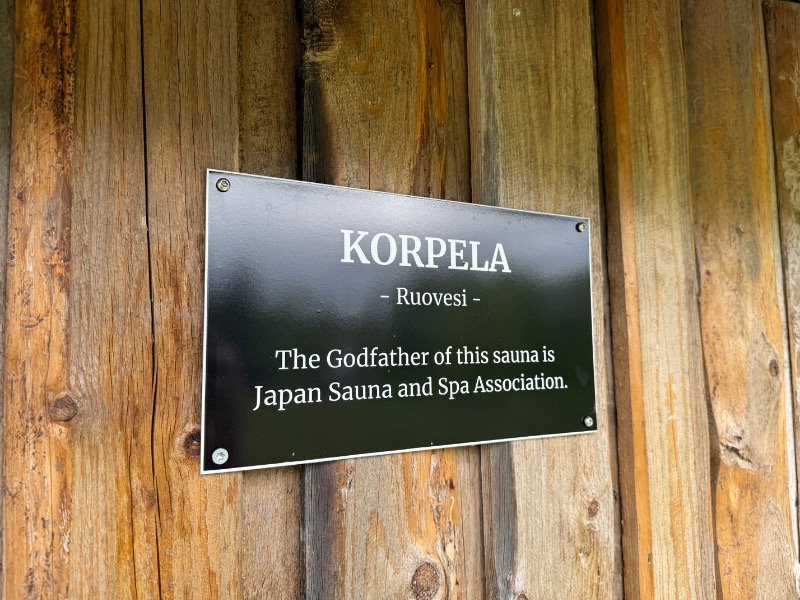 KORPELA
- Ruovesi -
The Godfather of this sauna is
Japan Sauna and Spa Association.